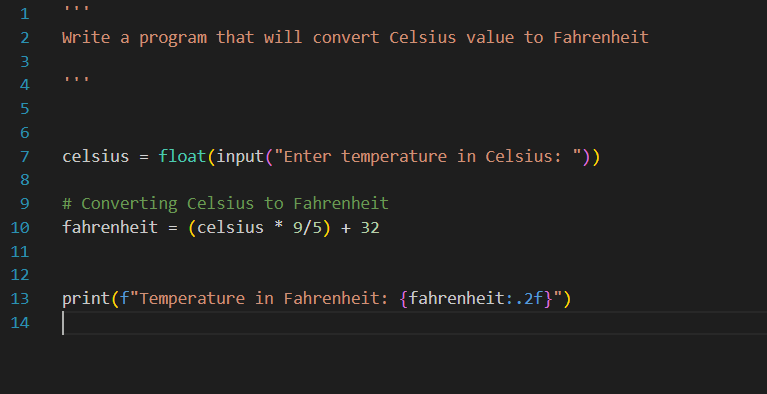 1 '''
2 Write a program that will convert Celsius value to Fahrenheit
3
4 '''
5
6
7 celsius = float(input("Enter temperature in Celsius: "))
8
9 # Converting Celsius to Fahrenheit
10 fahrenheit = (celsius * 9/5) + 32
11
12
13 print(f"Temperature in Fahrenheit: {fahrenheit:.2f}")
14